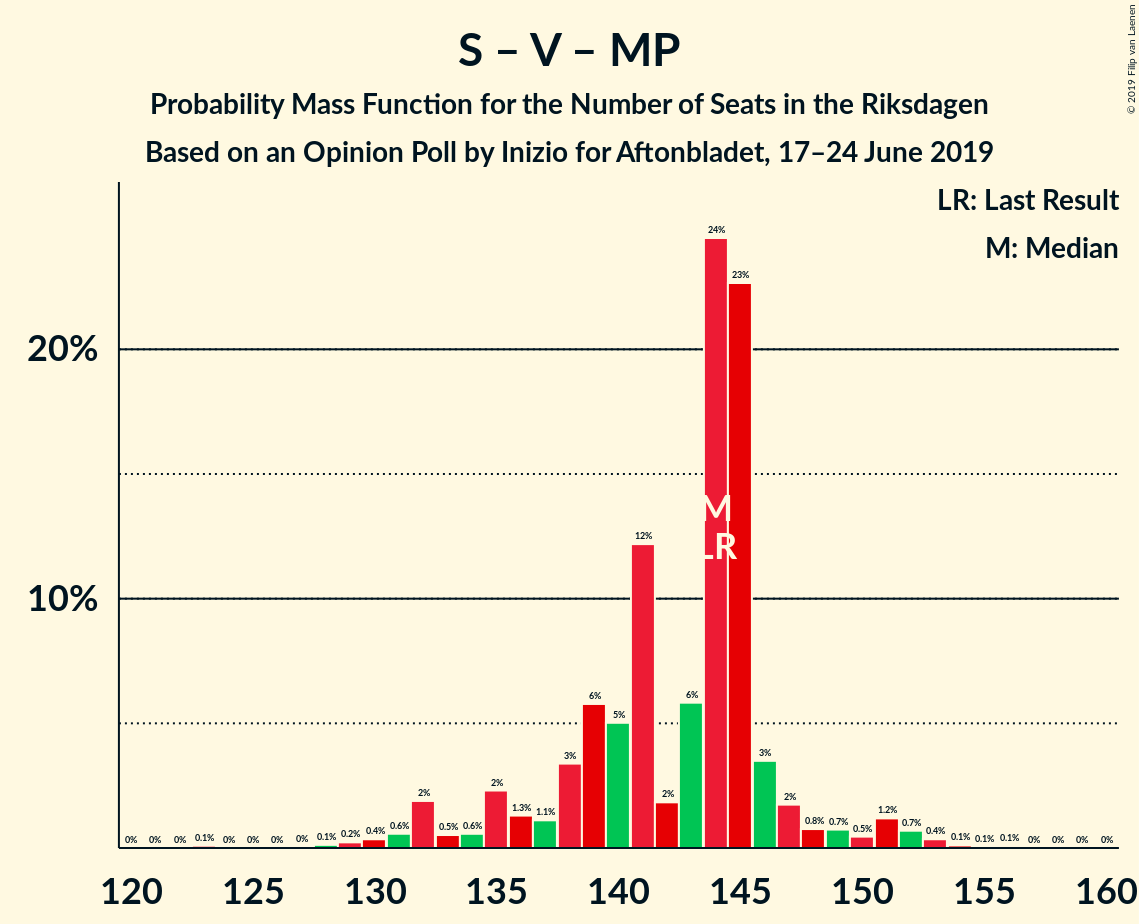 S – V – MP
Probability Mass Function for the Number of Seats in the Riksdagen
Based on an Opinion Poll by Inizio for Aftonbladet, 17–24 June 2019
© 2019 Filip van Laenen
LR: Last Result
M: Median
24%
23%
20%
M
LR
12%
10%
6% 5% 6%
3% 3%
2% 2% 2% 2%
0% 0% 0% 0.1% 0% 0% 0% 0% 0.1% 0.2% 0.4% 0.6% 0.5% 0.6% 1.3% 1.1% 0.8% 0.7% 0.5% 1.2% 0.7% 0.4% 0.1% 0.1% 0.1% 0% 0% 0% 0%
120 125 130 135 140 145 150 155 160